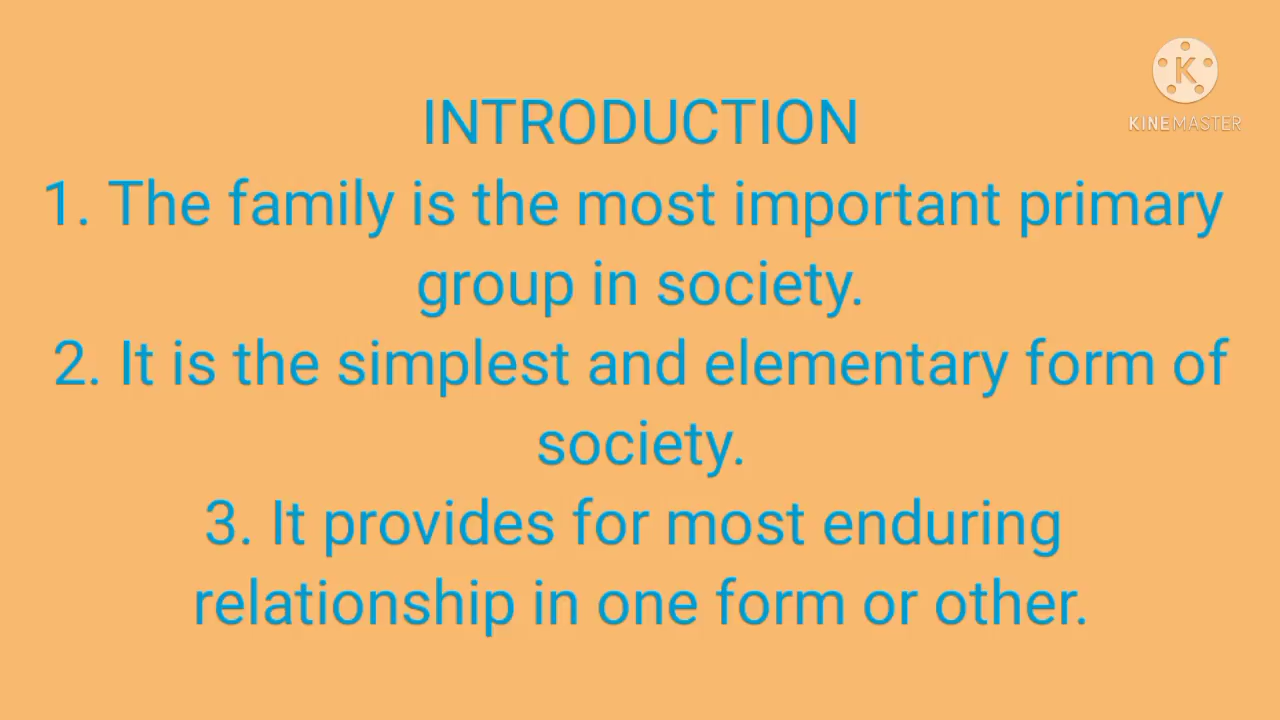 INTRODUCTION
1. The family is the most important primary
group in society.
2. It is the simplest and elementary form of
society.
3. It provides for most enduring
relationship in one form or other.
K
KINEMASTER